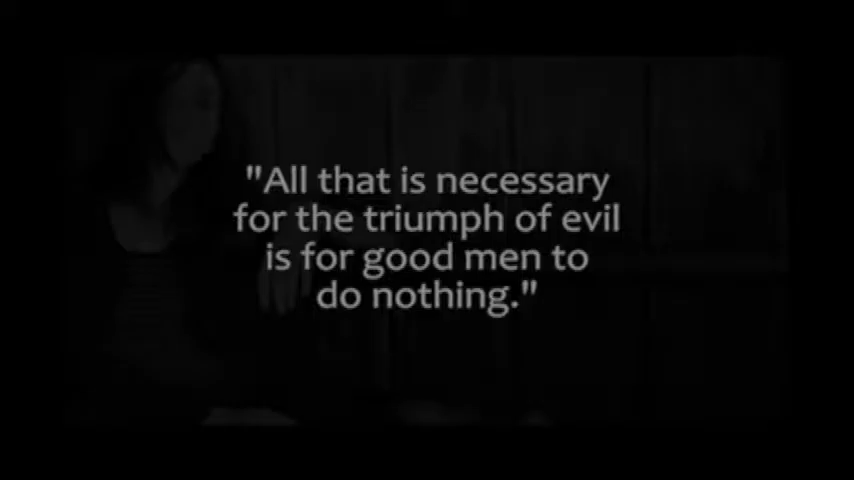 "All that is necessary
for the triumph of evil
is for good men to
do nothing."